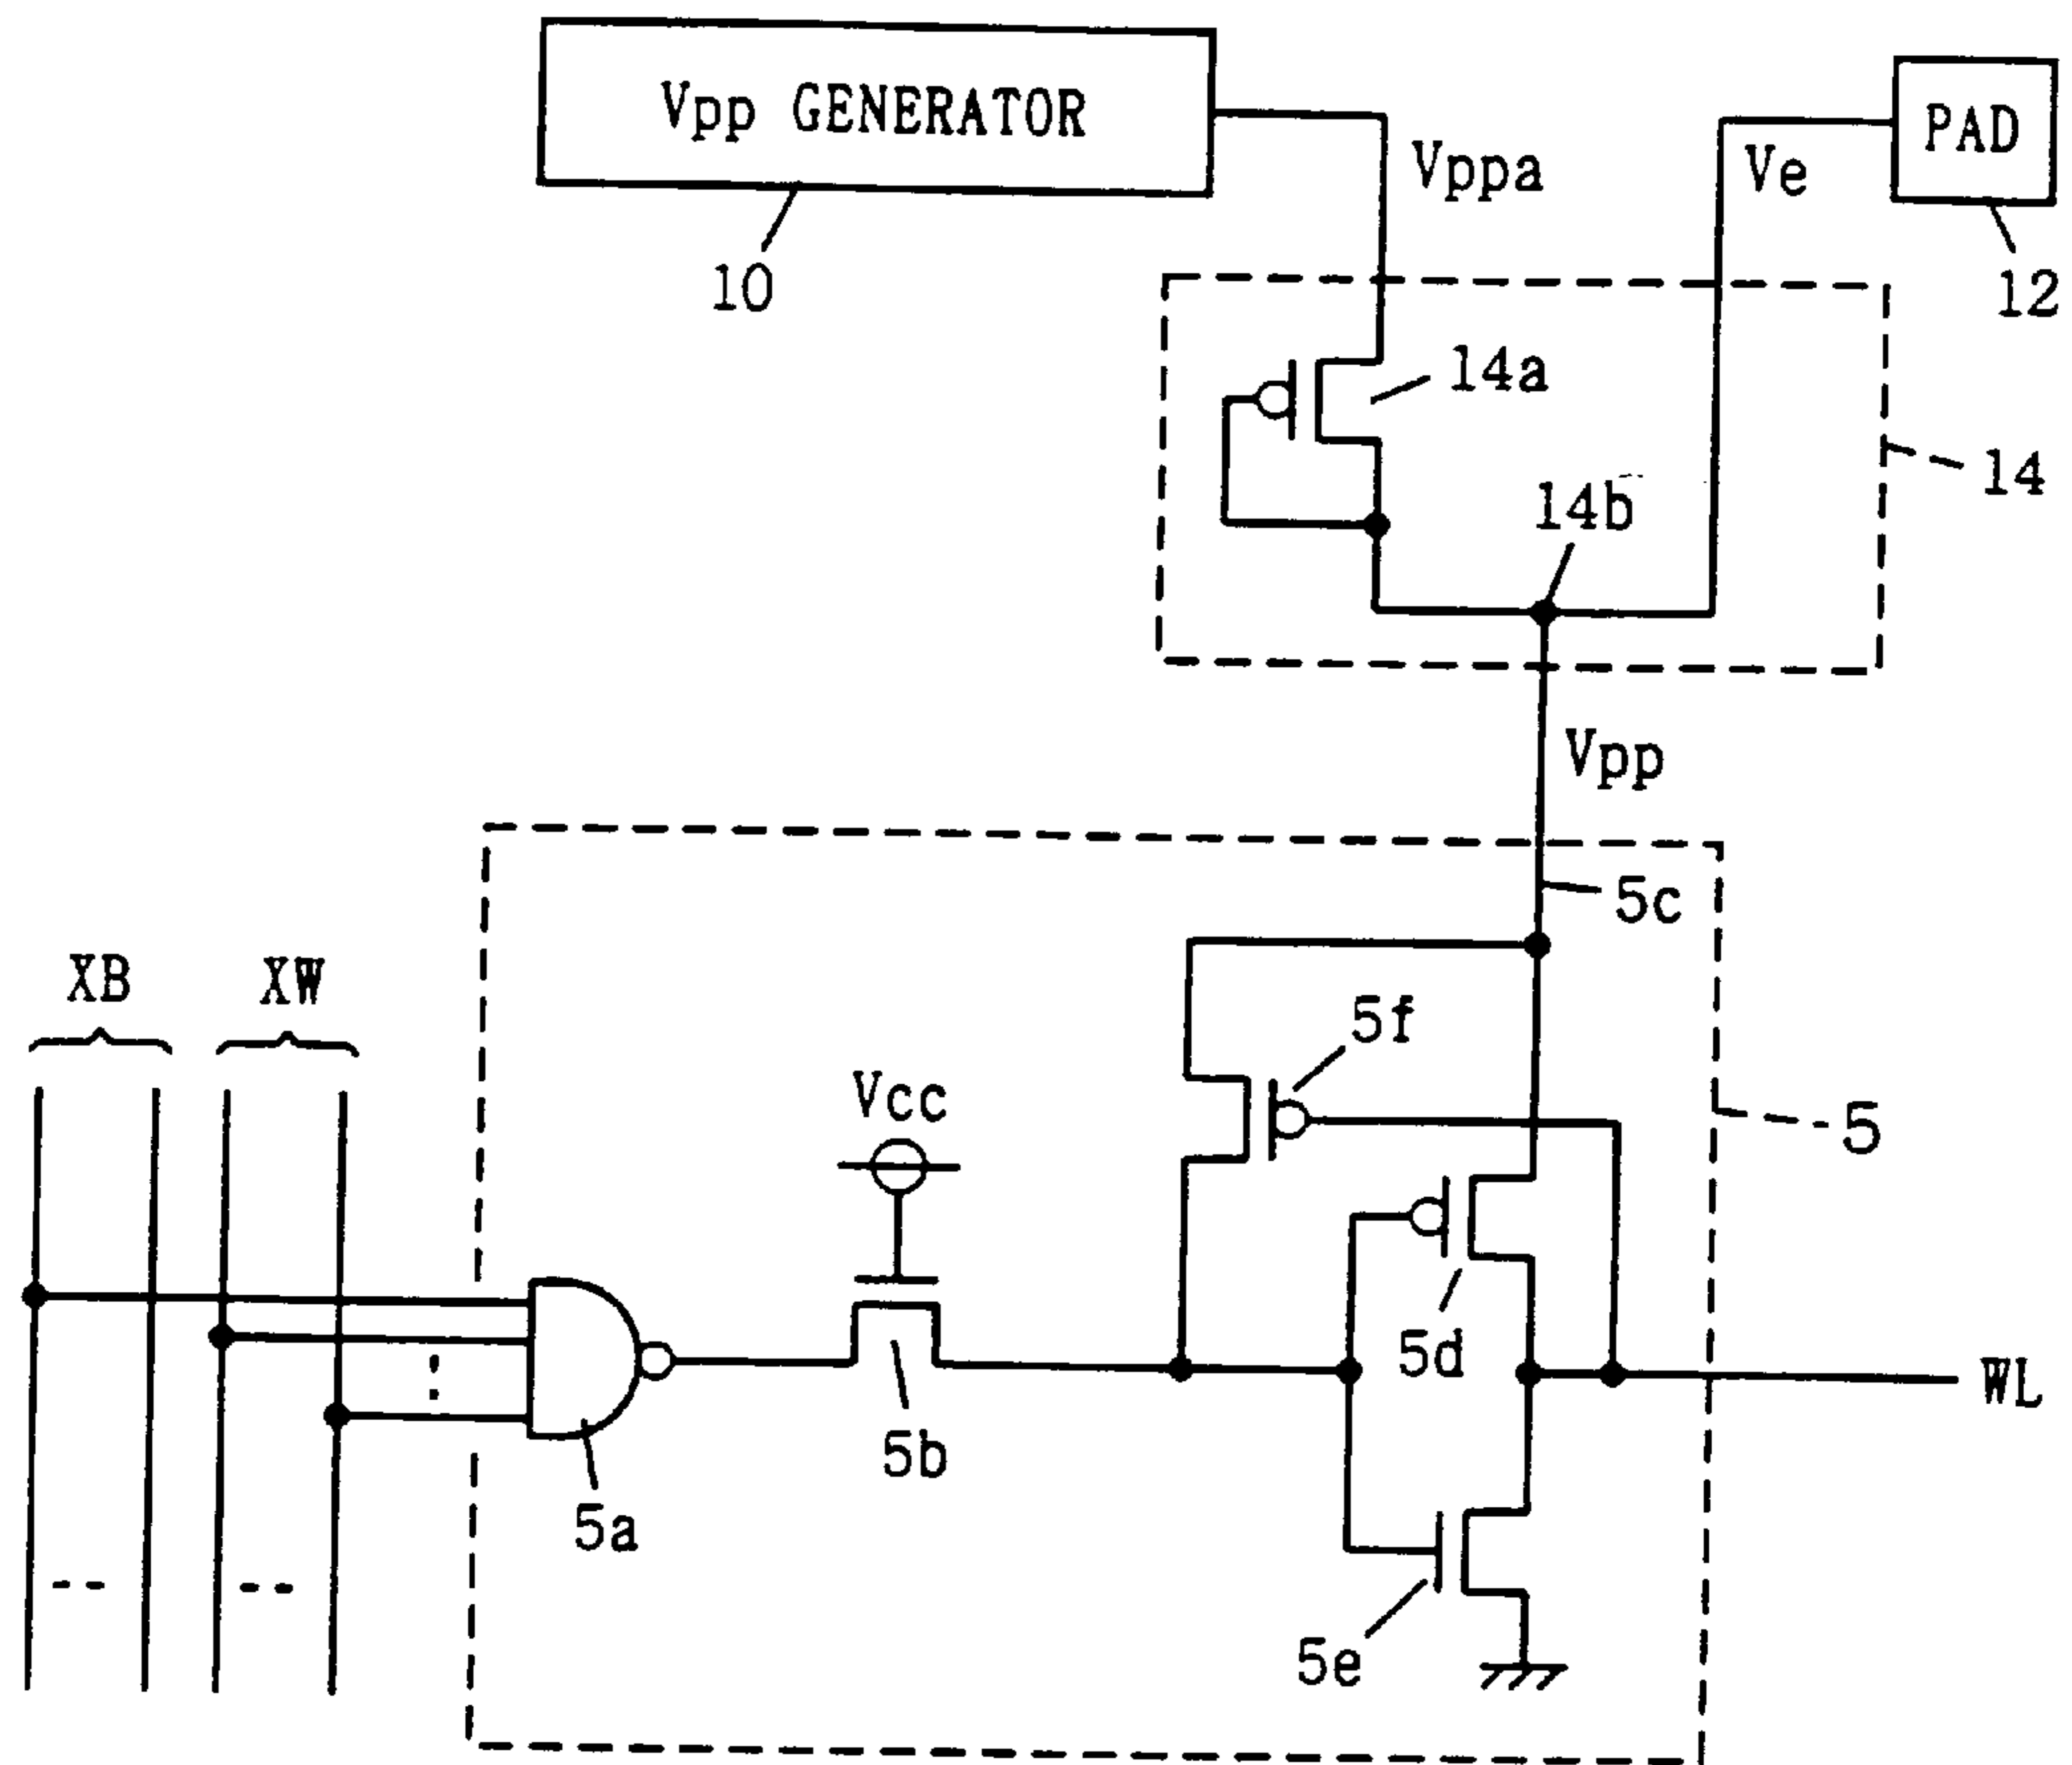 Vpp GENERATOR
PAD
Vppa
Ve
10
12
14a
14
14b
Vpp
5c
XB
XW
5f
Vcc
5
5d
WL
5b
5a
5e